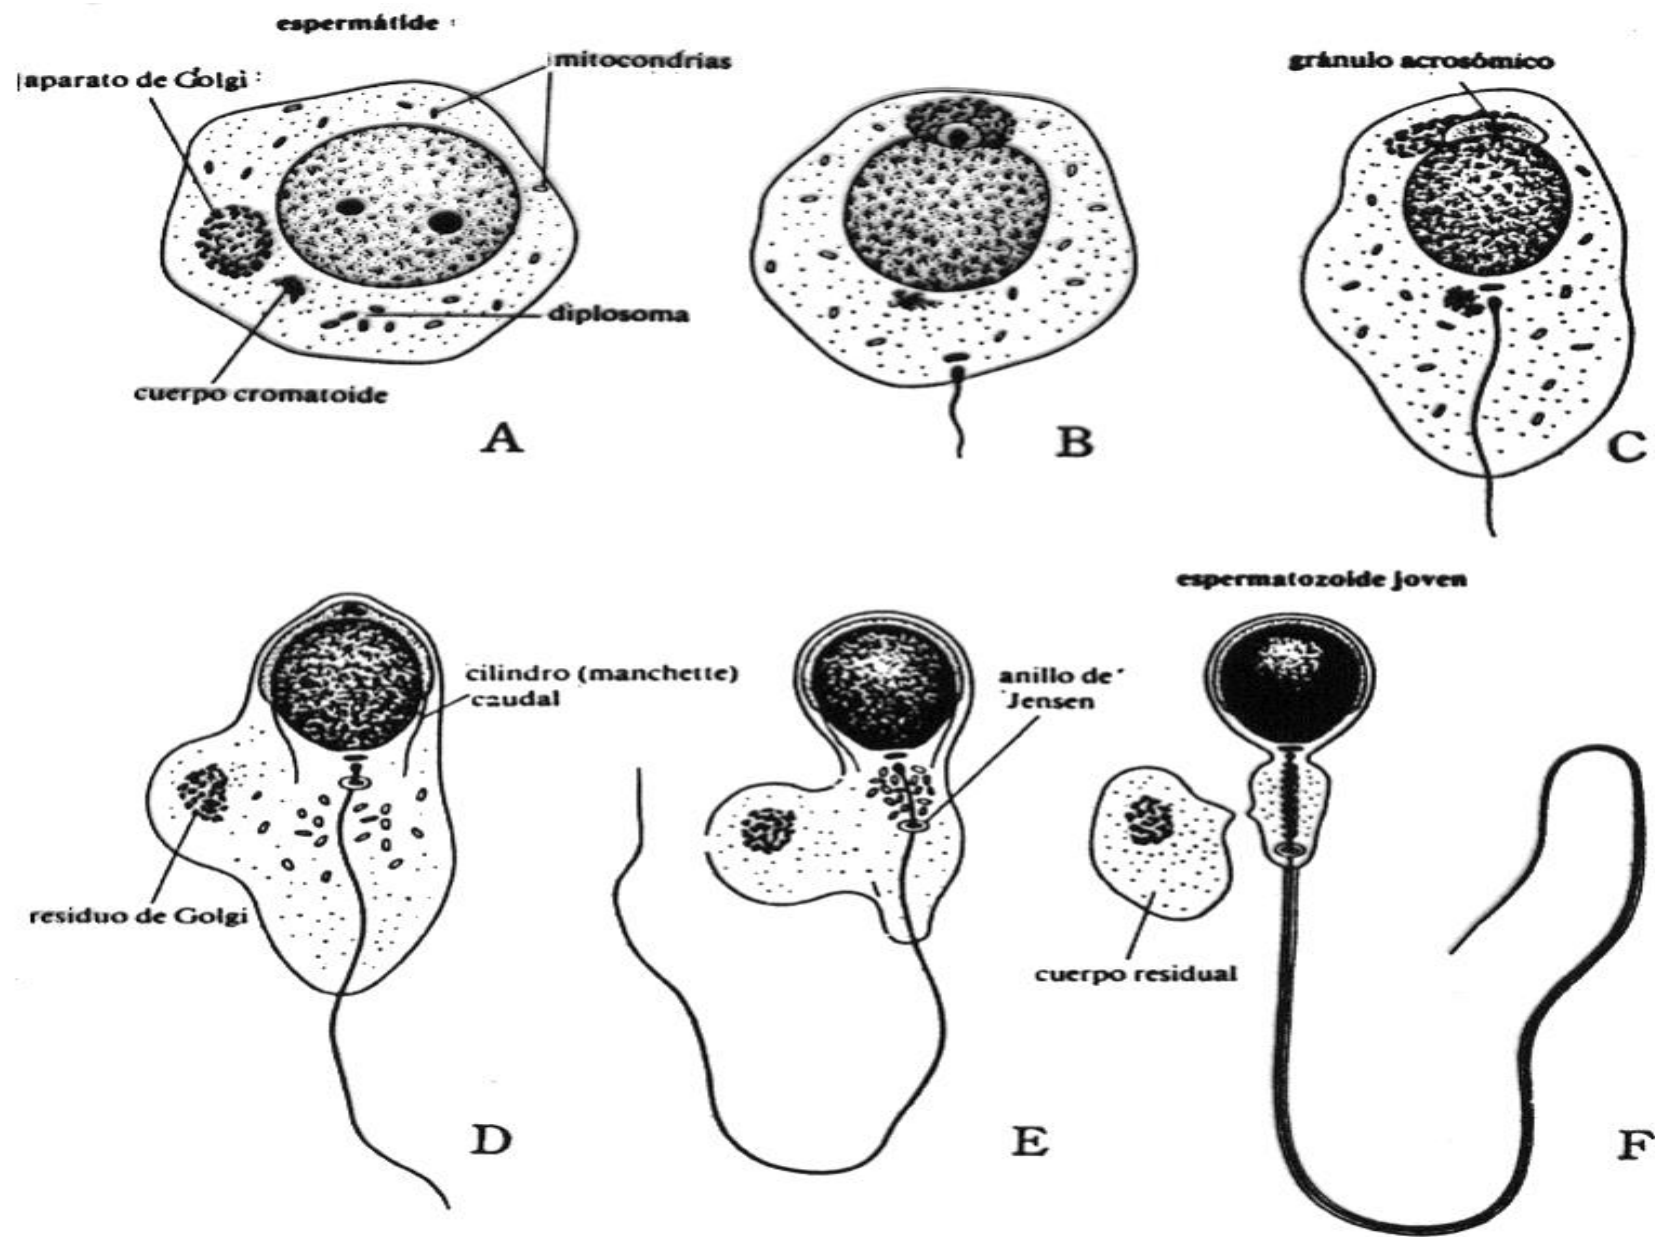 espermátide
mitocondrias
aparato de Golgi
gránulo acrosómico
diplosoma
cuerpo cromatoide
A
B
C
espermatozoide joven
cilindro (manchette)
caudal
anillo de
Jensen
residuo de Golgi
cuerpo residual
D
E
F